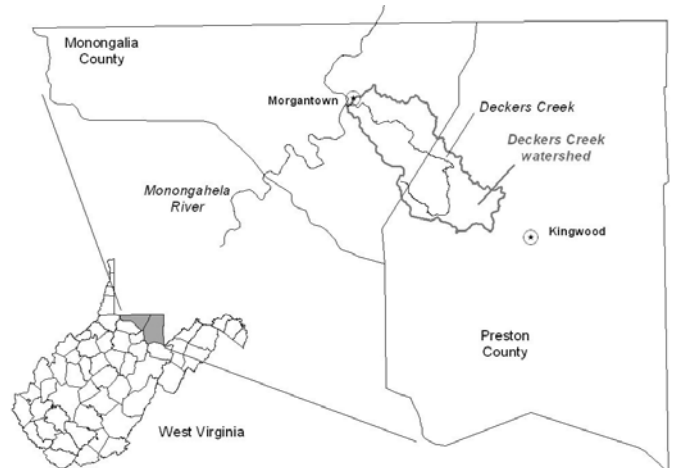 Monongalia
County
Morgantown
Deckers Creek
Deckers Creek
watershed
Monongahela
River
Kingwood
Preston
County
West Virginia